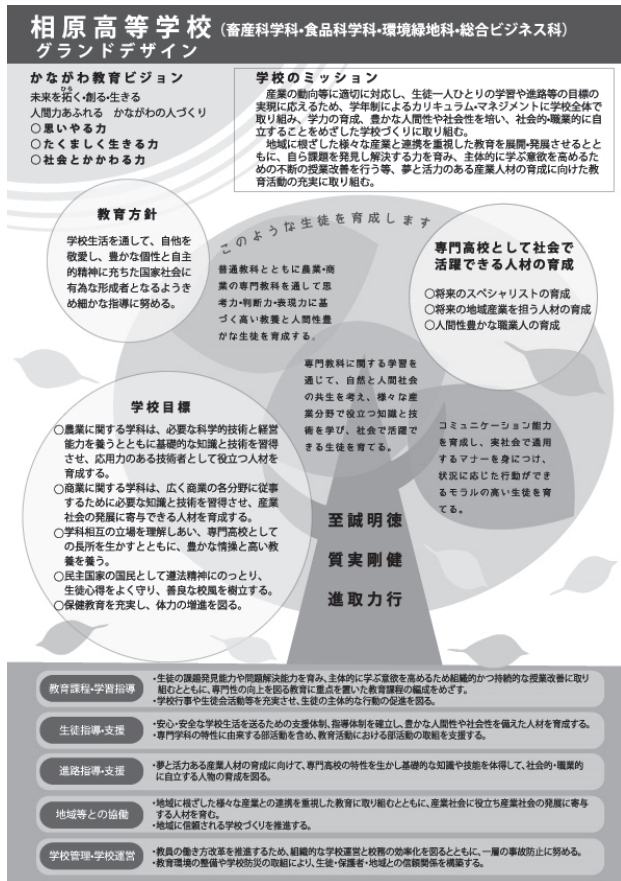 相原高等学校（畜産科学科・食品科学科・環境緑地科・総合ビジネス科）
グランドデザイン
かながわ教育ビジョン
未来を拓く・創る・生きる
ひら
人間力あふれる　かながわの人づくり
○思いやる力
○たくましく生きる力
○社会とかかわる力
学校のミッション
産業の動向等に適切に対応し、生徒一人ひとりの学習や進路等の目標の
実現に応えるため、学年制によるカリキュラム・マネジメントに学校全体で
取り組み、学力の育成、豊かな人間性や社会性を培い、社会的・職業的に自
立することをめざした学校づくりに取り組む。
地域に根ざした様々な産業と連携を重視した教育を展開・発展させるとと
もに、自ら課題を発見し解決する力を育み、主体的に学ぶ意欲を高めるため
の不断の授業改善を行う等、夢と活力のある産業人材の育成に向けた教
育活動の充実に取り組む。
教育方針
学校生活を通して、自他を
敬愛し、豊かな個性と自主
的精神に充ちた国家社会に
有為な形成者となるようき
め細かな指導に努める。
このような生徒を育成します
普通教科とともに農業・商
業の専門教科を通して思
考力・判断力・表現力に基
づく高い教養と人間性豊
かな生徒を育成する。
専門高校として社会で
活躍できる人材の育成
○将来のスペシャリストの育成
○将来の地域産業を担う人材の育成
○人間性豊かな職業人の育成
専門教科に関する学習を
通じて、自然と人間社会
の共生を考え、様々な産
業分野で役立つ知識と技
術を学び、社会で活躍で
きる生徒を育てる。
コミュニケーション能力
を育成し、実社会で通用
するマナーを身につけ、
状況に応じた行動ができ
るモラルの高い生徒を育
てる。
学校目標
○農業に関する学科は、必要な科学的技術と経営
能力を養うとともに基礎的な知識と技術を習得
させ、応用力のある技術者として役立つ人材を
育成する。
○商業に関する学科は、広く商業の各分野に従事
するために必要な知識と技術を習得させ、産業
社会の発展に寄与できる人材を育成する。
○学科相互の立場を理解しあい、専門高校として
の長所を生かすとともに、豊かな情操と高い教
養を養う。
○民主国家の国民として遵法精神にのっとり、
生徒心得をよく守り、善良な校風を樹立する。
○保健教育を充実し、体力の増進を図る。
至誠明徳
質実剛健
進取力行
教育課程・学習指導
・生徒の課題発見能力や問題解決能力を育み、主体的に学ぶ意欲を高めるため組織的かつ持続的な授業改善に取り
組むとともに、専門性の向上を図る教育に重点を置いた教育課程の編成をめざす。
・学校行事や生徒会活動等を充実させ、生徒の主体的な行動の促進を図る。
生徒指導・支援
・安心・安全な学校生活を送るための支援体制、指導体制を確立し、豊かな人間性や社会性を備えた人材を育成する。
・専門学科の特性に由来する部活動を含め、教育活動における部活動の取組を支援する。
進路指導・支援
・夢と活力ある産業人材の育成に向けて、専門高校の特性を生かし基礎的な知識や技能を体得して、社会的・職業的
に自立する人物の育成を図る。
地域等との協働
・地域に根ざした様々な産業との連携を重視した教育に取り組むとともに、産業社会に役立ち産業社会の発展に寄与
する人材を育む。
・地域に信頼される学校づくりを推進する。
学校管理・学校運営
・教員の働き方改革を推進するため、組織的な学校運営と校務の効率化を図るとともに、一層の事故防止に努める。
・教育環境の整備や学校防災の取組により、生徒・保護者・地域との信頼関係を構築する。